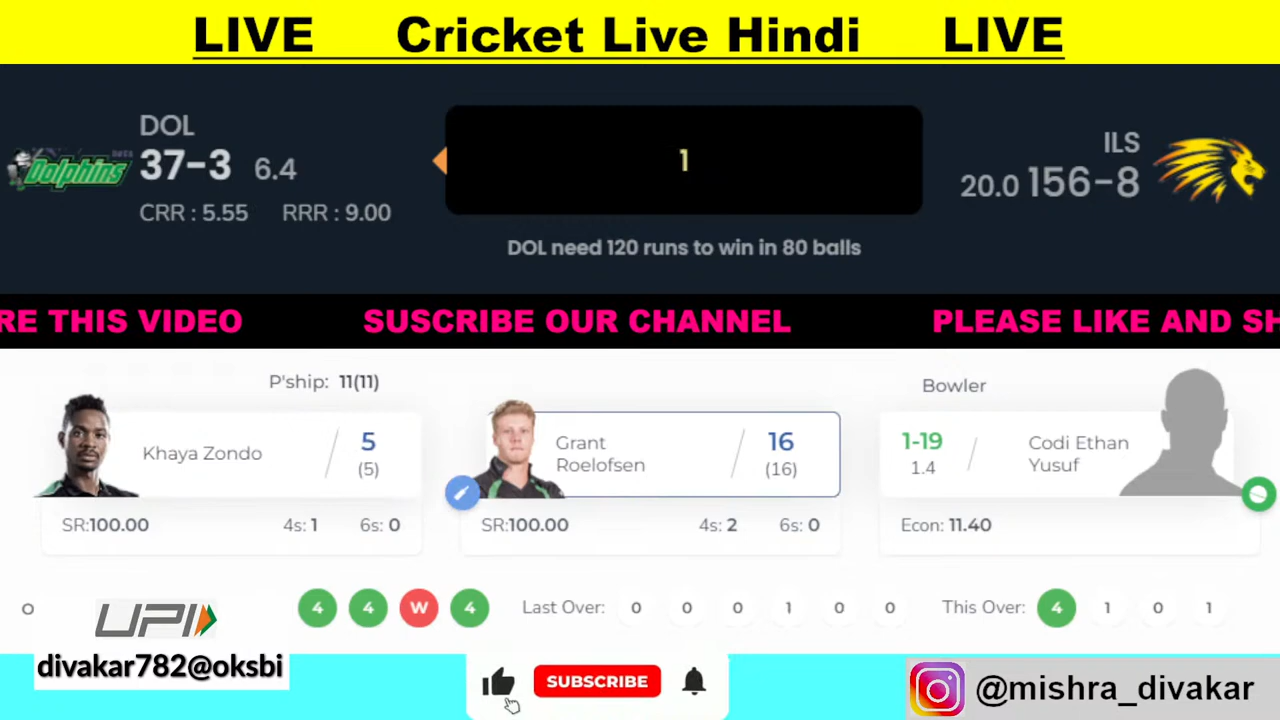 LIVE Cricket Live Hindi LIVE
DOL
37-3 6.4
CRR : 5.55 RRR : 9.00
Dolphins
1
ILS
20.0 156-8
DOL need 120 runs to win in 80 balls
RE THIS VIDEO SUSCRIBE OUR CHANNEL PLEASE LIKE AND SH
P'ship: 11(11)
Khaya Zondo
5
(5)
SR:100.00 4s: 1 6s: 0
Grant
Roelofsen
16
(16)
SR:100.00 4s: 2 6s: 0
Bowler
1-19
1.4
Codi Ethan
Yusuf
Econ: 11.40
4 4 W 4 Last Over: 0 0 0 1 0 0 This Over: 4 1 0 1
UPI
divakar782@oksbi
SUBSCRIBE
@mishra_divakar